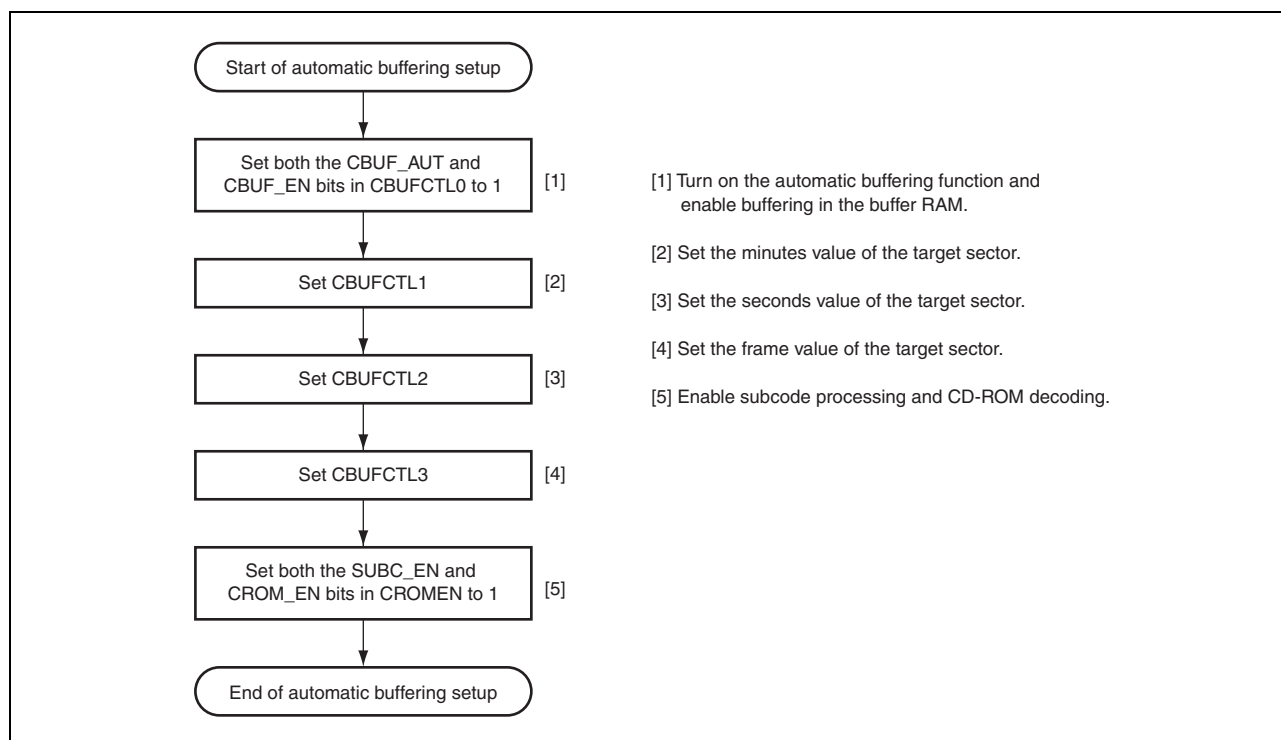 Start of automatic buffering setup
Set both the CBUF_AUT and
CBUF_EN bits in CBUFCTL0 to 1
[1]
Set CBUFCTL1
[2]
Set CBUFCTL2
[3]
Set CBUFCTL3
[4]
Set both the SUBC_EN and
CROM_EN bits in CROMEN to 1
[5]
End of automatic buffering setup
[1] Turn on the automatic buffering function and
enable buffering in the buffer RAM.
[2] Set the minutes value of the target sector.
[3] Set the seconds value of the target sector.
[4] Set the frame value of the target sector.
[5] Enable subcode processing and CD-ROM decoding.